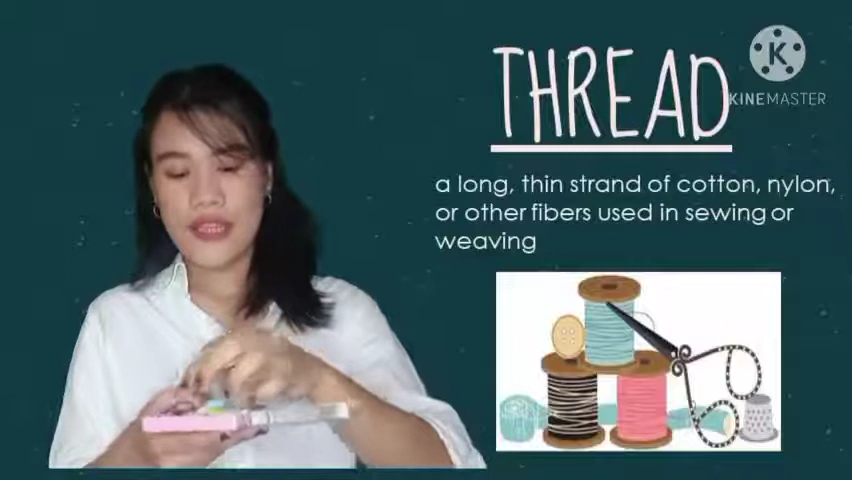 THREAD
K
KINEMASTER
a long, thin strand of cotton, nylon,
or other fibers used in sewing or
weaving